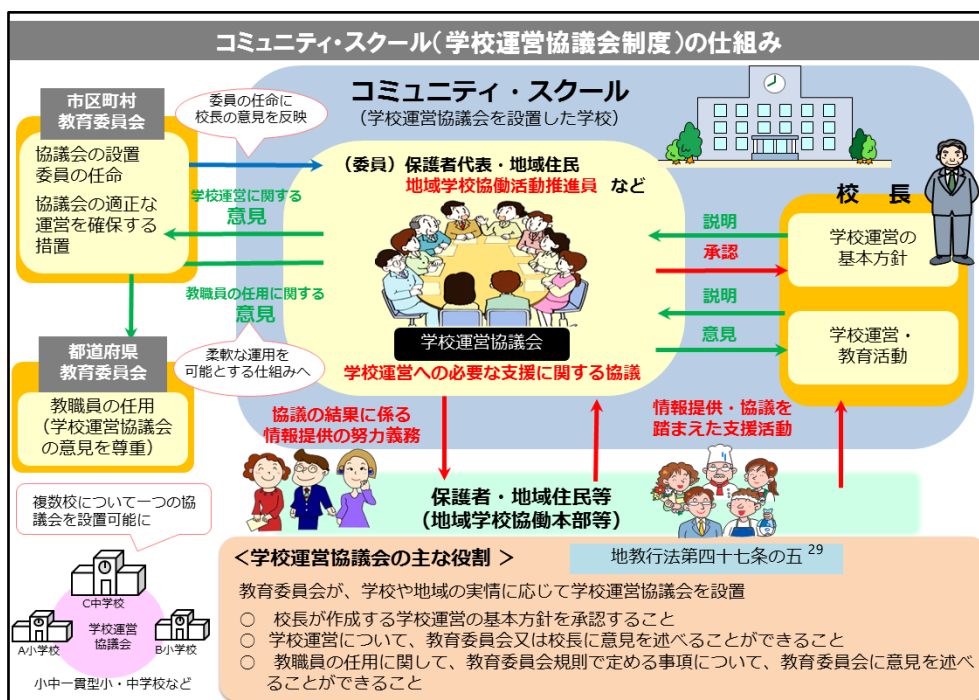 コミュニティ・スクール(学校運営協議会制度)の仕組み
市区町村
教育委員会
協議会の設置
委員の任命
協議会の適正な
運営を確保する
措置
委員の任命に
校長の意見を反映
コミュニティ・スクール
(学校運営協議会を設置した学校)
(委員)保護者代表・地域住民
地域学校協働活動推進員 など
学校運営に関する
意見
教職員の任用に関する
意見
柔軟な運用を
可能とする仕組みへ
学校運営協議会
学校運営への必要な支援に関する協議
校 長
説明
承認
学校運営の
基本方針
説明
意見
学校運営・
教育活動
都道府県
教育委員会
教職員の任用
(学校運営協議会
の意見を尊重)
協議の結果に係る
情報提供の努力義務
情報提供・協議を
踏まえた支援活動
保護者・地域住民等
(地域学校協働本部等)
複数校について一つの協
議会を設置可能に
C中学校
学校運営
協議会
A小学校
B小学校
小中一貫型小・中学校など
<学校運営協議会の主な役割 >
地教行法第四十七条の五 29
教育委員会が、学校や地域の実情に応じて学校運営協議会を設置
○ 校長が作成する学校運営の基本方針を承認すること
○ 学校運営について、教育委員会又は校長に意見を述べることができること
○ 教職員の任用に関して、教育委員会規則で定める事項について、教育委員会に意見を述べ
ることができること